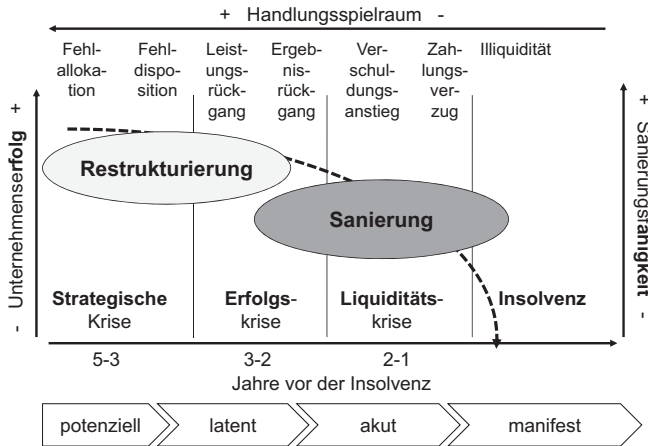 + Handlungsspielraum -
Fehl-
allokation-
tion
Fehl-
dispo-
sition
Leist-
ungs-
rück-
gang
Ergeb-
nis-
rück-
gang
Ver-
schul-
dungs-
anstieg
Zah-
lungs-
ver-
zug
Illiquidität
- Unternehmenserfolg +
+ Sanierungsfähigkeit -
Restrukturierung
Sanierung
Strategische
Krise
Erfolgs-
krise
Liquiditäts-
krise
Insolvenz
5-3
3-2
2-1
Jahre vor der Insolvenz
potenziell
latent
akut
manifest